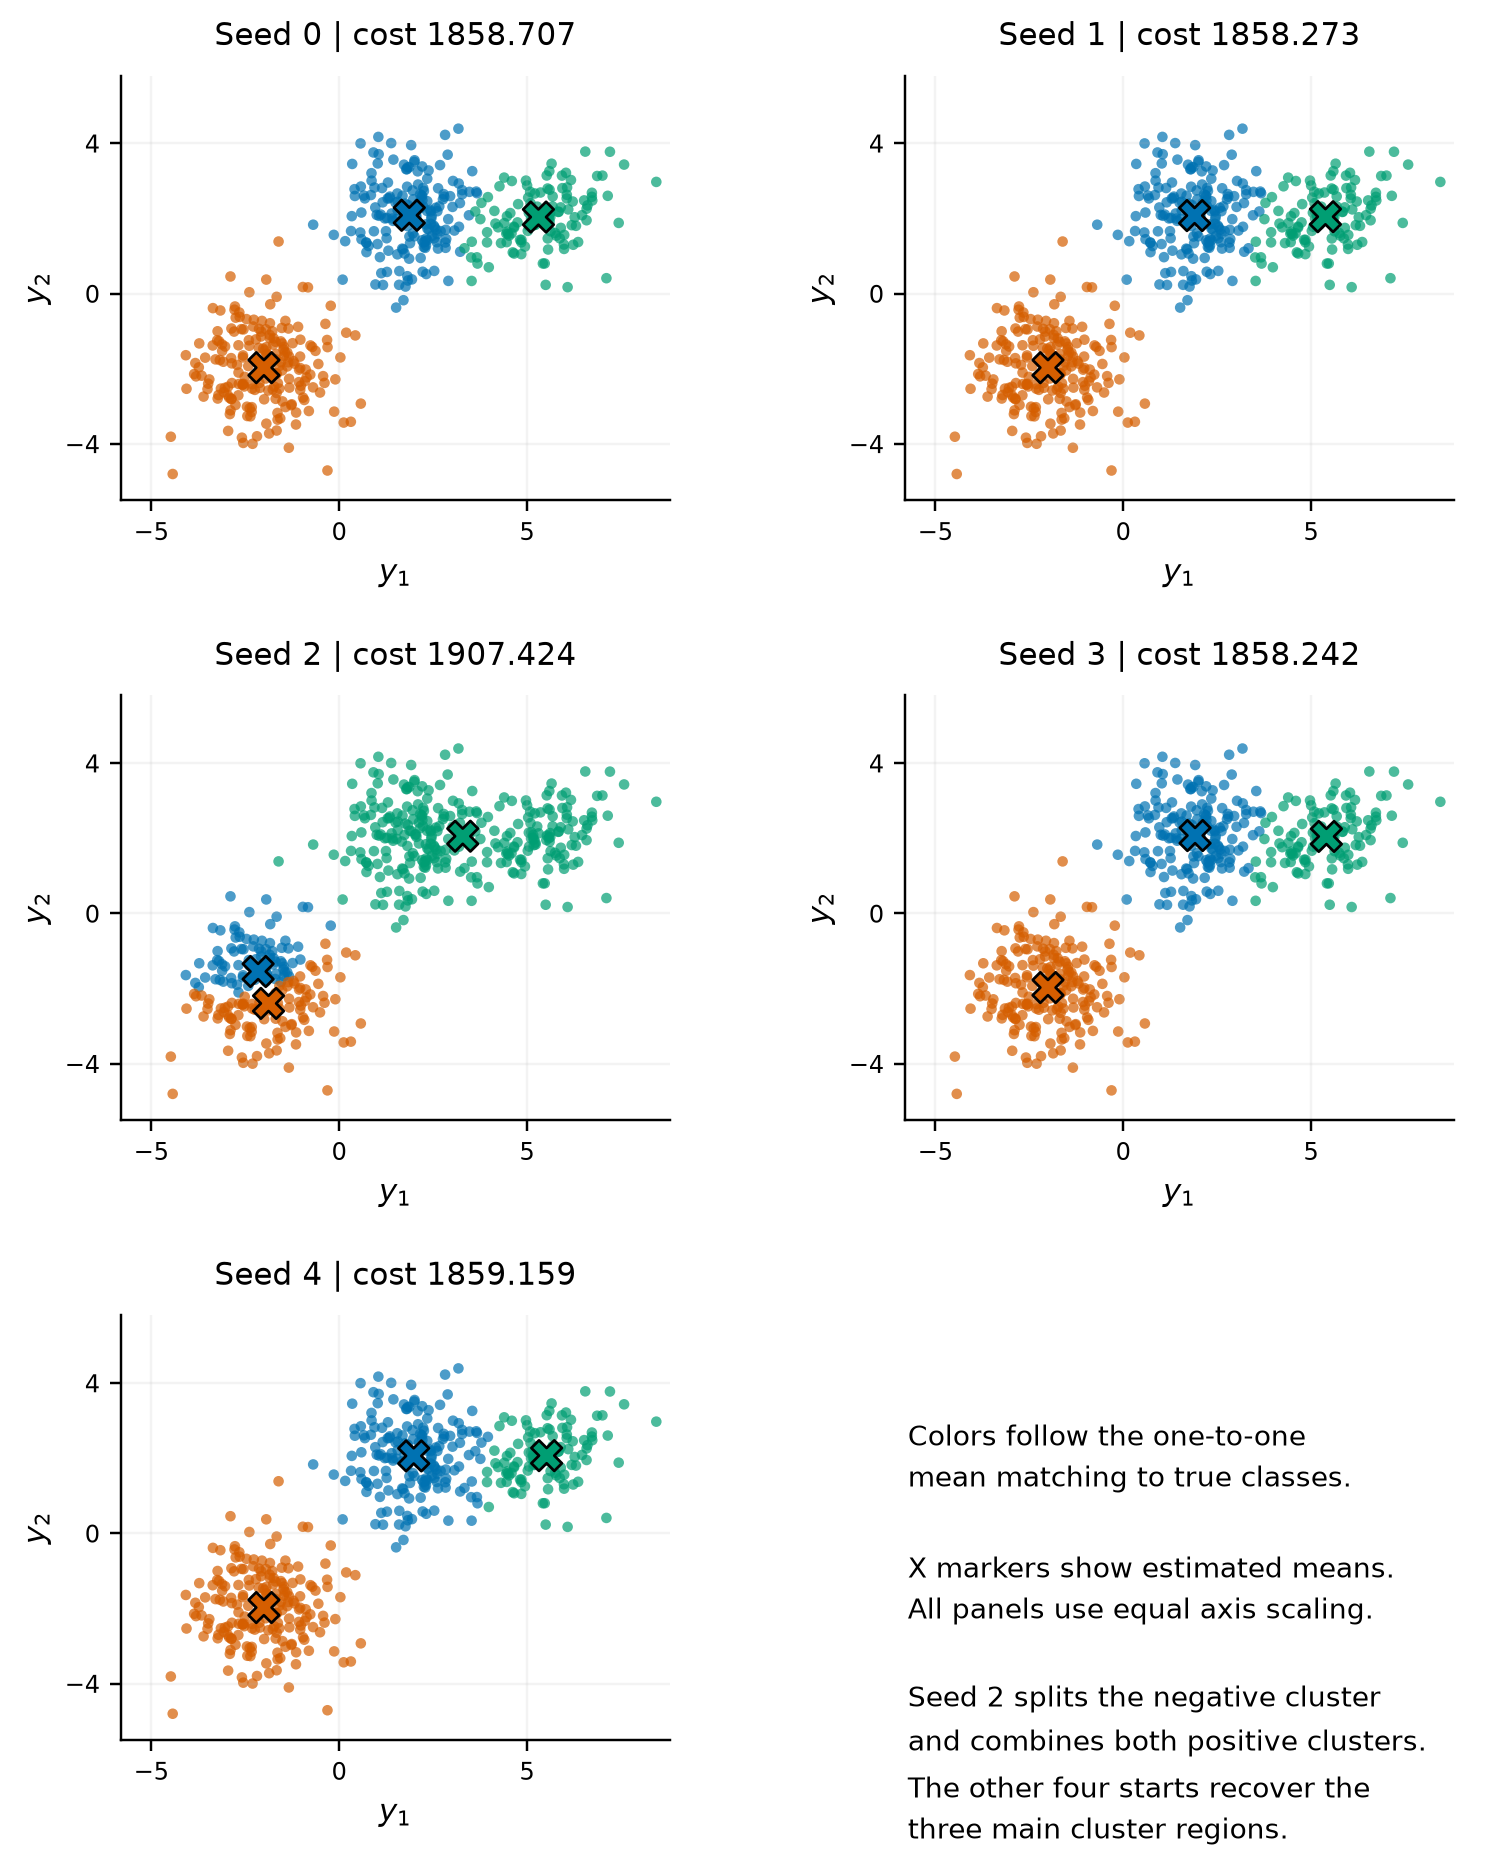 Seed 0 | cost 1858.707
4
0
−4
y2
−5 0 5
y1
Seed 1 | cost 1858.273
4
0
−4
y2
−5 0 5
y1
Seed 2 | cost 1907.424
4
0
−4
y2
−5 0 5
y1
Seed 3 | cost 1858.242
4
0
−4
y2
−5 0 5
y1
Seed 4 | cost 1859.159
4
0
−4
y2
−5 0 5
y1
Colors follow the one-to-one
mean matching to true classes.
X markers show estimated means.
All panels use equal axis scaling.
Seed 2 splits the negative cluster
and combines both positive clusters.
The other four starts recover the
three main cluster regions.